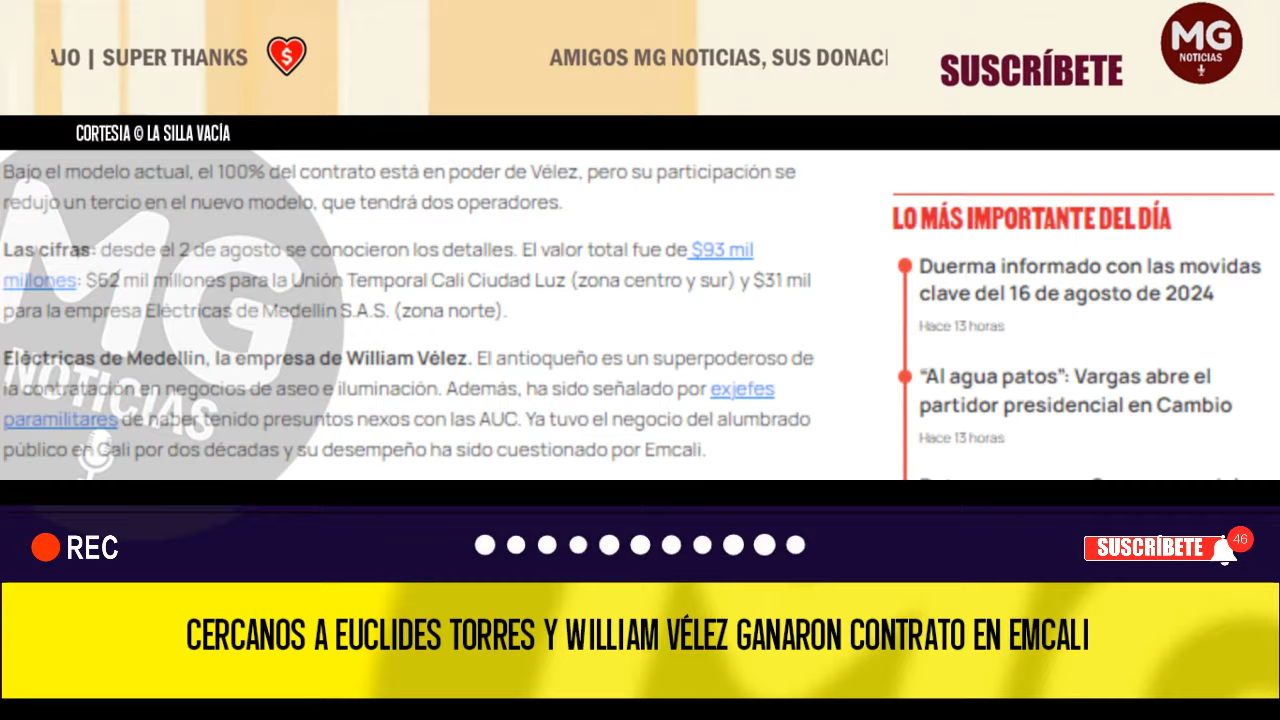 AJO | SUPER THANKS
AMIGOS MG NOTICIAS, SUS DONACI
SUSCRÍBETE
MG
NOTICIAS
CORTESIA © LA SILLA VACÍA
Bajo el modelo actual, el 100% del contrato está en poder de Vélez, pero su participación se
redujo un tercio en el nuevo modelo, que tendrá dos operadores.
Las cifras: desde el 2 de agosto se conocieron los detalles. El valor total fue de $93 mil
millones: $62 mil millones para la Unión Temporal Cali Ciudad Luz (zona centro y sur) y $31 mil
para la empresa Eléctricas de Medellín S.A.S. (zona norte).
Eléctricas de Medellín, la empresa de William Vélez. El antioqueño es un superpoderoso de
la contratación en negocios de aseo e iluminación. Además, ha sido señalado por exjefes
paramilitares de haber tenido presuntos nexos con las AUC. Ya tuvo el negocio del alumbrado
público en Cali por dos décadas y su desempeño ha sido cuestionado por Emcali.
MG
NOTICIAS
LO MÁS IMPORTANTE DEL DÍA
Duerma informado con las movidas
clave del 16 de agosto de 2024
Hace 13 horas
“Al agua patos”: Vargas abre el
partidor presidencial en Cambio
Hace 13 horas
REC
SUSCRÍBETE
46
CERCANOS A EUCLIDES TORRES Y WILLIAM VÉLEZ GANARON CONTRATO EN EMCALI